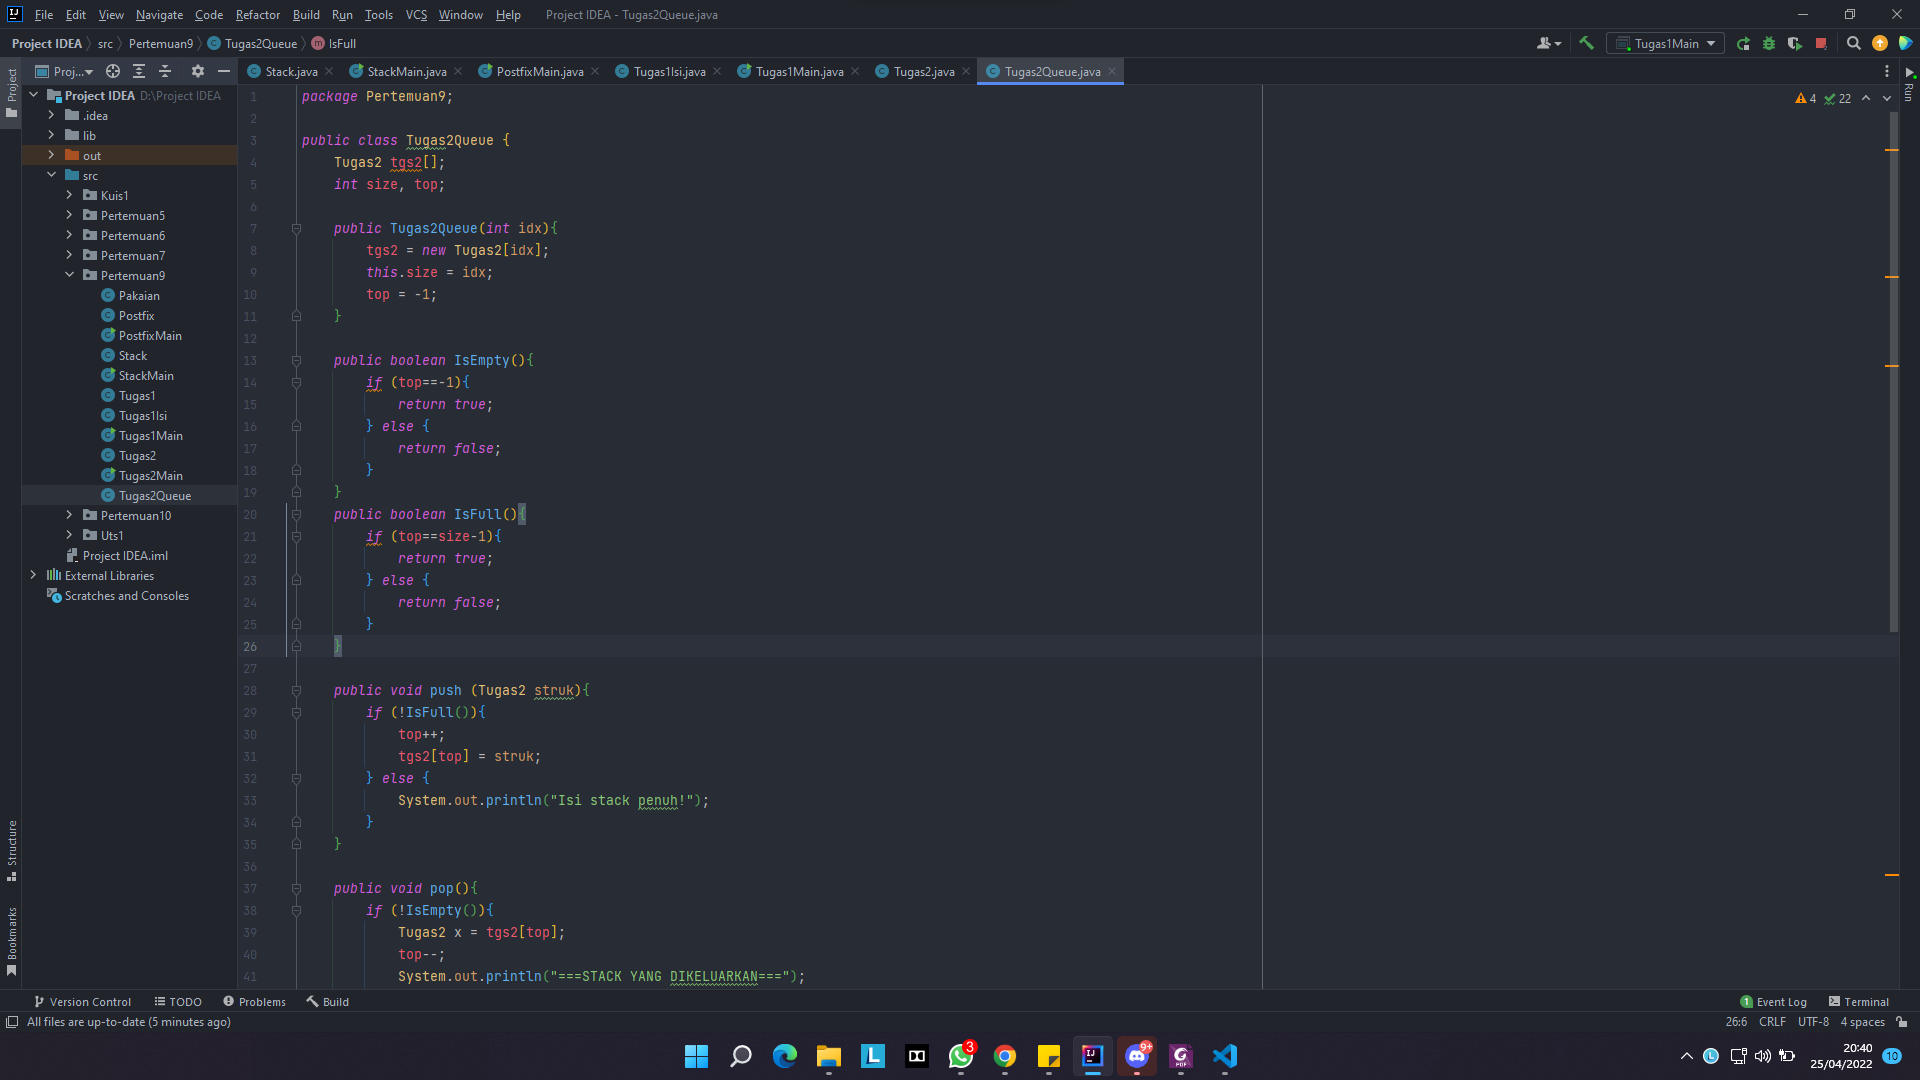 File Edit View Navigate Code Refactor Build Run Tools VCS Window Help Project IDEA - Tugas2Queue.java
Project IDEA src Pertemuan9 Tugas2Queue IsFull Tugas1Main
Project Proj... Stack.java StackMain.java PostfixMain.java Tugas1Isi.java Tugas1Main.java Tugas2.java Tugas2Queue.java Run
Project IDEA D:\Project IDEA
.idea
lib
out
src
Kuis1
Pertemuan5
Pertemuan6
Pertemuan7
Pertemuan9
Pakaian
Postfix
PostfixMain
Stack
StackMain
Tugas1
Tugas1Isi
Tugas1Main
Tugas2
Tugas2Main
Tugas2Queue
Pertemuan10
Uts1
Project IDEA.iml
External Libraries
Scratches and Consoles
Structure
Bookmarks
4 22
1 package Pertemuan9;
2
3 public class Tugas2Queue {
4 Tugas2 tgs2[];
5 int size, top;
6
7 public Tugas2Queue(int idx){
8 tgs2 = new Tugas2[idx];
9 this.size = idx;
10 top = -1;
11 }
12
13 public boolean IsEmpty(){
14 if (top==-1){
15 return true;
16 } else {
17 return false;
18 }
19 }
20 public boolean IsFull(){
21 if (top==size-1){
22 return true;
23 } else {
24 return false;
25 }
26 }
27
28 public void push (Tugas2 struk){
29 if (!IsFull()){
30 top++;
31 tgs2[top] = struk;
32 } else {
33 System.out.println("Isi stack penuh!");
34 }
35 }
36
37 public void pop(){
38 if (!IsEmpty()){
39 Tugas2 x = tgs2[top];
40 top--;
41 System.out.println("===STACK YANG DIKELUARKAN===");
Version Control TODO Problems Build 1 Event Log Terminal
All files are up-to-date (5 minutes ago) 26:6 CRLF UTF-8 4 spaces
3 9+ 20:40
25/04/2022 10